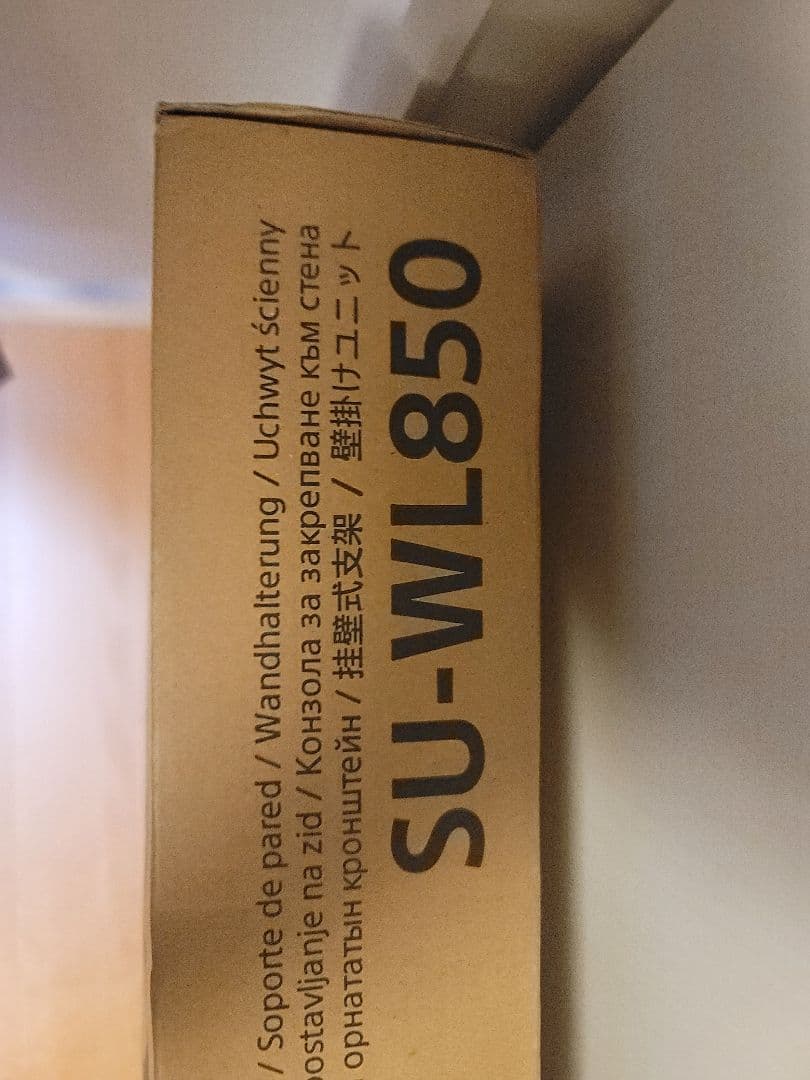 / Soporte de pared / Wandhalterung / Uchwyt ścienny
ostavljanje na zid / Конзола за закрепване към стена
орнататын кронштейн / 挂壁式支架 / 壁掛けユニット
SU-WL850